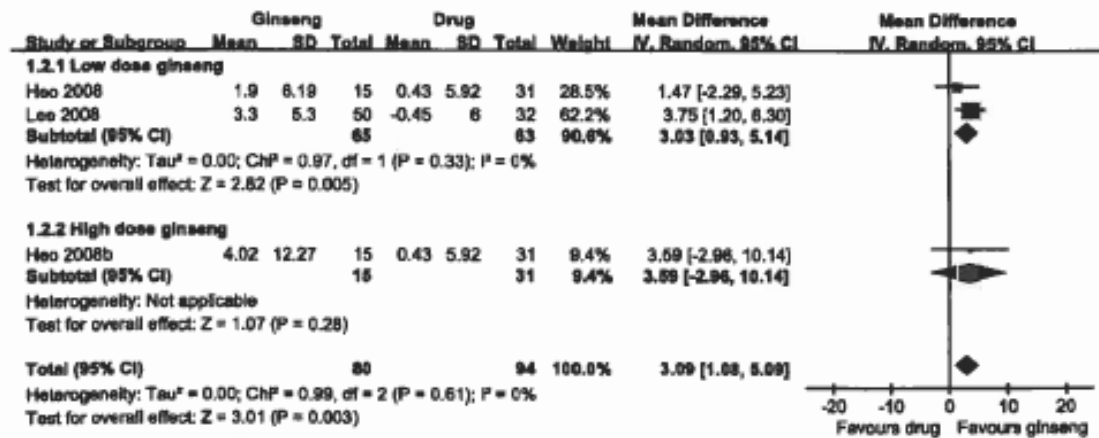 Ginseng Drug Mean Difference Mean Difference
Study or Subgroup Mean SD Total Mean SD Total Weight IV, Random, 95% CI IV, Random, 95% CI
1.2.1 Low dose ginseng
Heo 2008 1.9 6.19 15 0.43 5.92 31 28.5% 1.47 [-2.29, 5.23]
Lee 2008 3.3 5.3 50 -0.45 6 32 62.2% 3.75 [1.20, 6.30]
Subtotal (95% CI) 65 63 90.6% 3.03 [0.93, 5.14]
Heterogeneity: Tau² = 0.00; Chi² = 0.97, df = 1 (P = 0.33); I² = 0%
Test for overall effect: Z = 2.82 (P = 0.005)
1.2.2 High dose ginseng
Heo 2008b 4.02 12.27 15 0.43 5.92 31 9.4% 3.59 [-2.96, 10.14]
Subtotal (95% CI) 15 31 9.4% 3.59 [-2.96, 10.14]
Heterogeneity: Not applicable
Test for overall effect: Z = 1.07 (P = 0.28)
Total (95% CI) 80 94 100.0% 3.09 [1.08, 5.09]
Heterogeneity: Tau² = 0.00; Chi² = 0.99, df = 2 (P = 0.61); I² = 0%
Test for overall effect: Z = 3.01 (P = 0.003)
-20 -10 0 10 20
Favours drug Favours ginseng